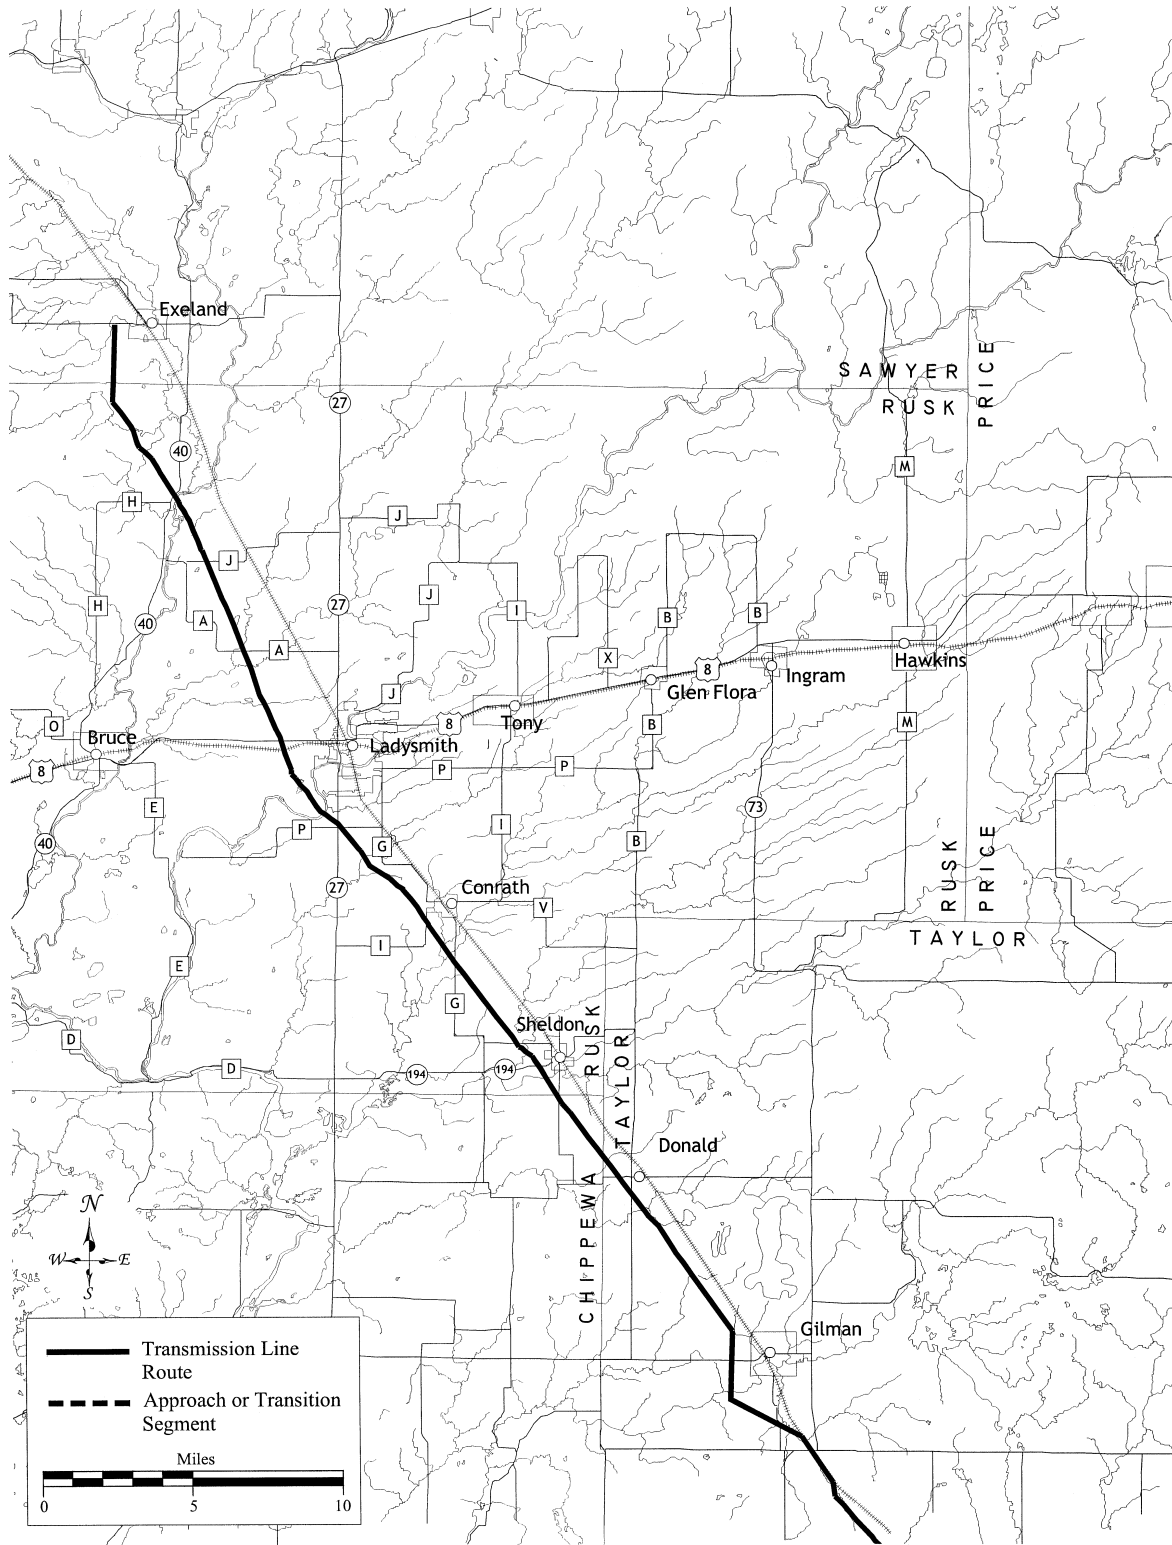 Exeland
SAWYER
RUSK
PRICE
27
40
M
H
J
J
H
40
A
27
J
I
B
B
A
X
8
Hawkins
Ingram
Glen Flora
J
O
8
Tony
B
M
Bruce
Ladysmith
8
P
P
E
73
40
P
I
G
B
RUSK
PRICE
27
Conrath
V
I
TAYLOR
E
G
Sheldon
RUSK
TAYLOR
D
D
194
194
Donald
CHIPPEWA
N
W E
S
Gilman
Transmission Line
Route
Approach or Transition
Segment
Miles
0 5 10